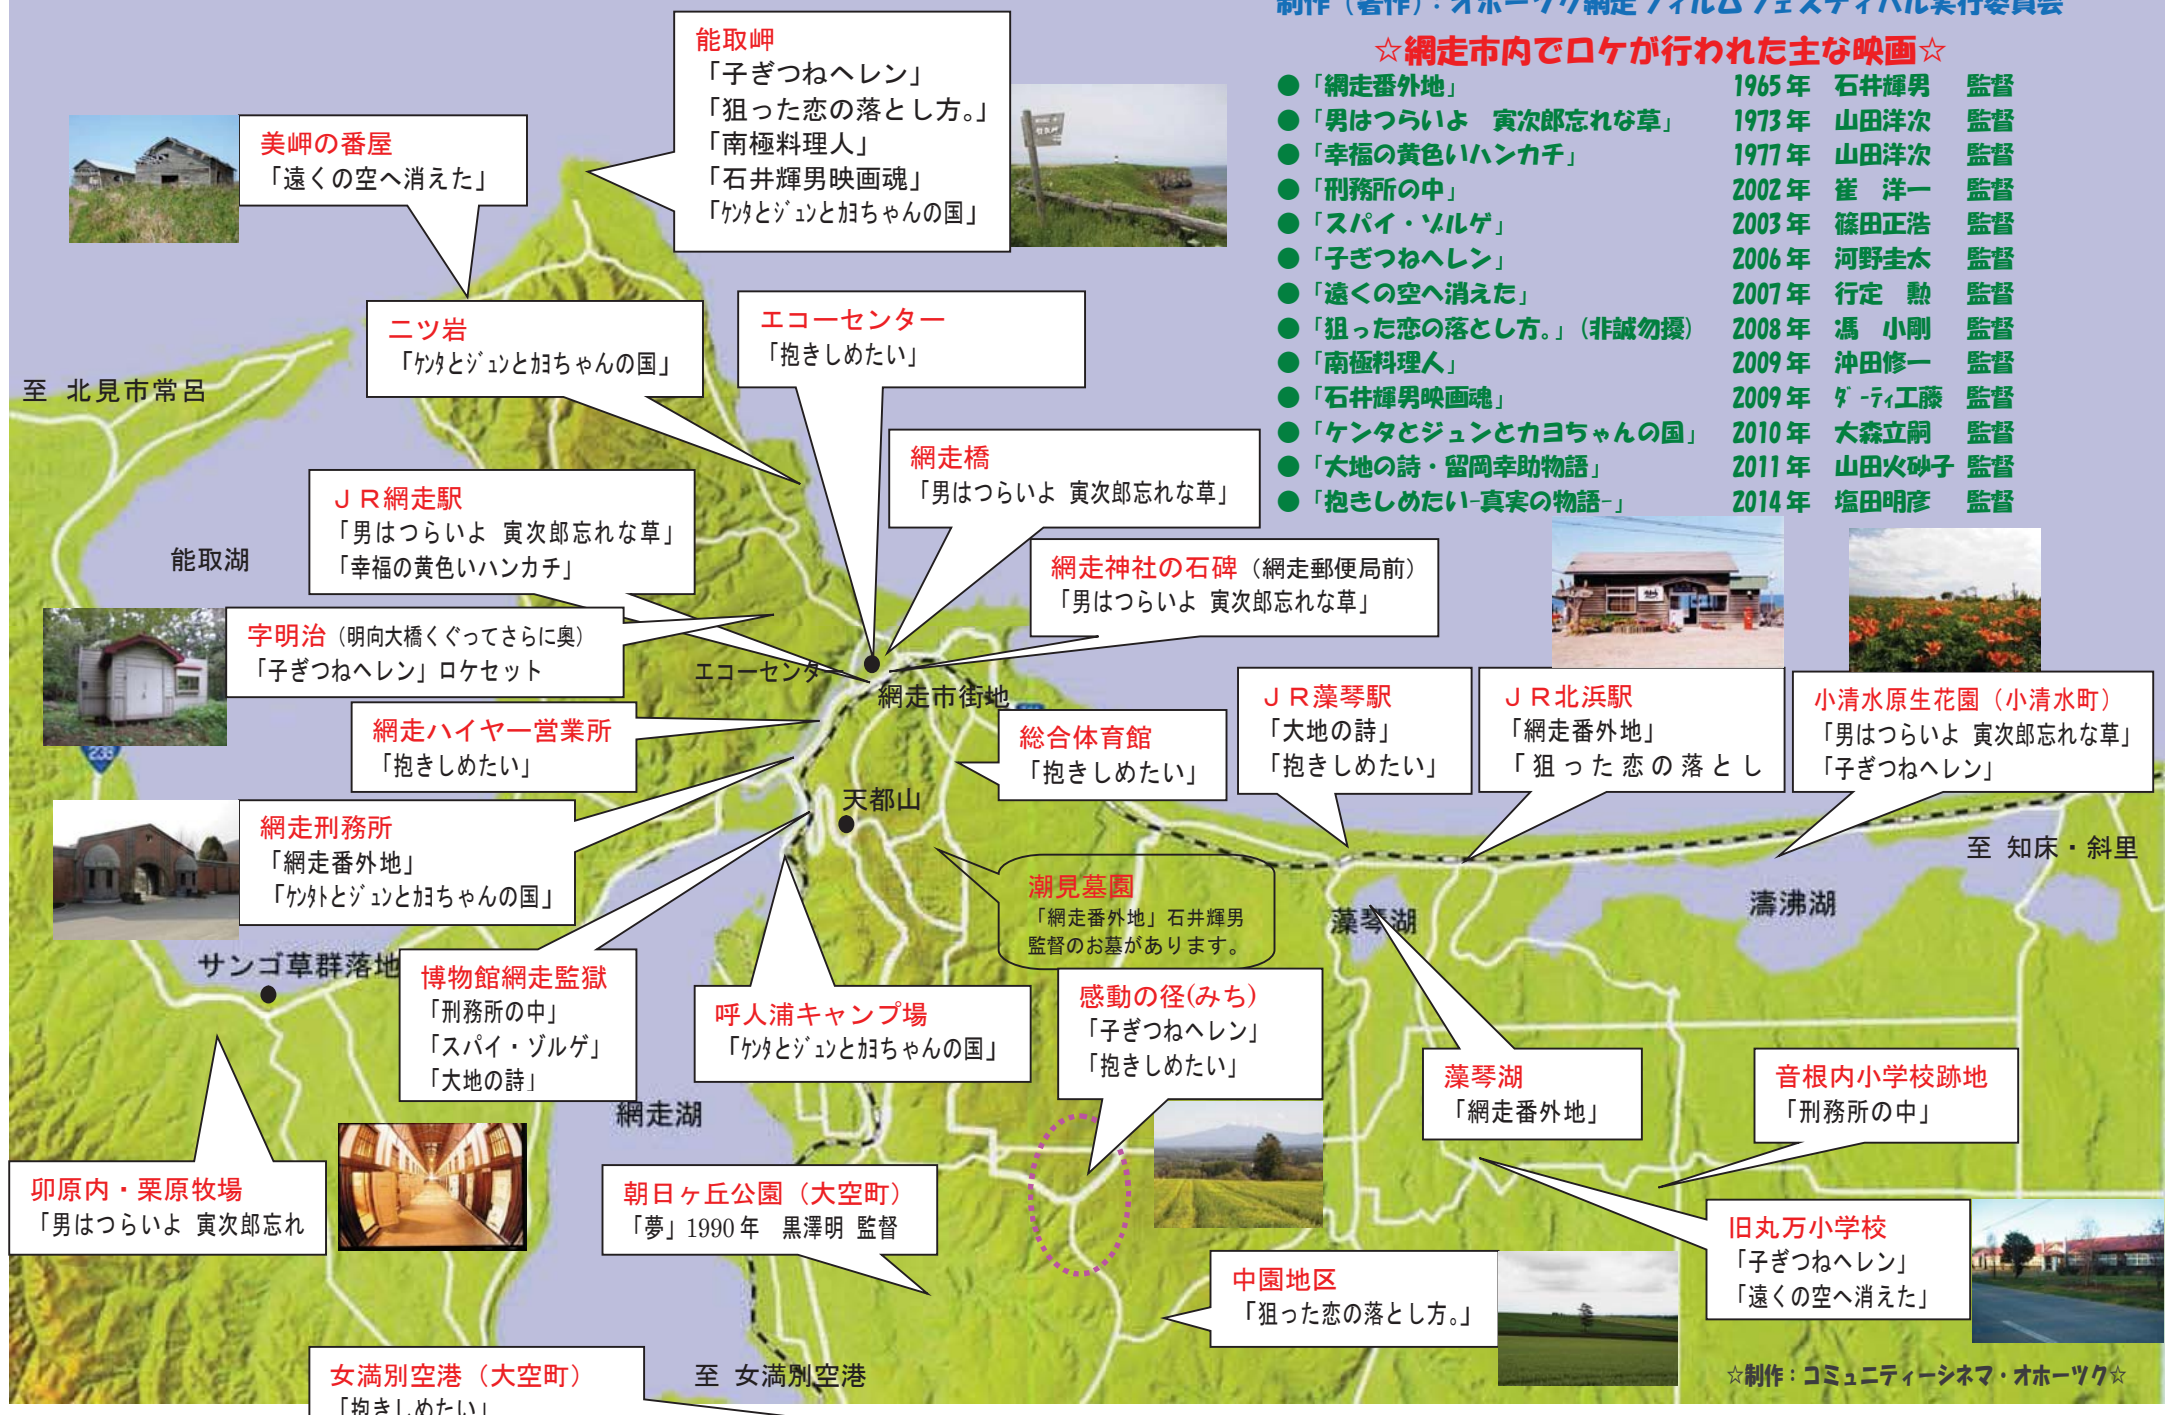 制作（著作）：オホーツク網走フィルムフェスティバル実行委員会
☆網走市内でロケが行われた主な映画☆
●「網走番外地」 1965年 石井輝男 監督
●「男はつらいよ 寅次郎忘れな草」 1973年 山田洋次 監督
●「幸福の黄色いハンカチ」 1977年 山田洋次 監督
●「刑務所の中」 2002年 崔 洋一 監督
●「スパイ・ゾルゲ」 2003年 篠田正浩 監督
●「子ぎつねヘレン」 2006年 河野圭太 監督
●「遠くの空へ消えた」 2007年 行定 勲 監督
●「狙った恋の落とし方。」（非誠勿擾） 2008年 馮 小剛 監督
●「南極料理人」 2009年 沖田修一 監督
●「石井輝男映画魂」 2009年 ﾀﾞｰﾃｨ工藤 監督
●「ケンタとジュンとカヨちゃんの国」 2010年 大森立嗣 監督
●「大地の詩・留岡幸助物語」 2011年 山田火砂子 監督
●「抱きしめたい-真実の物語-」 2014年 塩田明彦 監督
能取岬
「子ぎつねヘレン」
「狙った恋の落とし方。」
「南極料理人」
「石井輝男映画魂」
「ｹﾝﾀとｼﾞｭﾝとｶﾖちゃんの国」
美岬の番屋
「遠くの空へ消えた」
二ツ岩
「ｹﾝﾀとｼﾞｭﾝとｶﾖちゃんの国」
エコーセンター
「抱きしめたい」
至 北見市常呂
網走橋
「男はつらいよ 寅次郎忘れな草」
ＪＲ網走駅
「男はつらいよ 寅次郎忘れな草」
「幸福の黄色いハンカチ」
能取湖
網走神社の石碑（網走郵便局前）
「男はつらいよ 寅次郎忘れな草」
字明治（明向大橋くぐってさらに奥）
「子ぎつねヘレン」ロケセット
エコーセンタ
網走市街地
ＪＲ藻琴駅
「大地の詩」
「抱きしめたい」
ＪＲ北浜駅
「網走番外地」
「狙った恋の落とし
小清水原生花園（小清水町）
「男はつらいよ 寅次郎忘れな草」
「子ぎつねヘレン」
網走ハイヤー営業所
「抱きしめたい」
総合体育館
「抱きしめたい」
天都山
網走刑務所
「網走番外地」
「ｹﾝﾀﾄとｼﾞｭﾝとｶﾖちゃんの国」
至 知床・斜里
潮見墓園
「網走番外地」石井輝男
監督のお墓があります。
藻琴湖
濤沸湖
サンゴ草群落地
博物館網走監獄
「刑務所の中」
「スパイ・ゾルゲ」
「大地の詩」
呼人浦キャンプ場
「ｹﾝﾀとｼﾞｭﾝとｶﾖちゃんの国」
感動の径(みち)
「子ぎつねヘレン」
「抱きしめたい」
藻琴湖
「網走番外地」
音根内小学校跡地
「刑務所の中」
網走湖
卯原内・栗原牧場
「男はつらいよ 寅次郎忘れ
朝日ヶ丘公園（大空町）
「夢」1990年 黒澤明 監督
旧丸万小学校
「子ぎつねヘレン」
「遠くの空へ消えた」
中園地区
「狙った恋の落とし方。」
女満別空港（大空町）
「抱きしめたい」
至 女満別空港
☆制作：コミュニティーシネマ・オホーツク☆